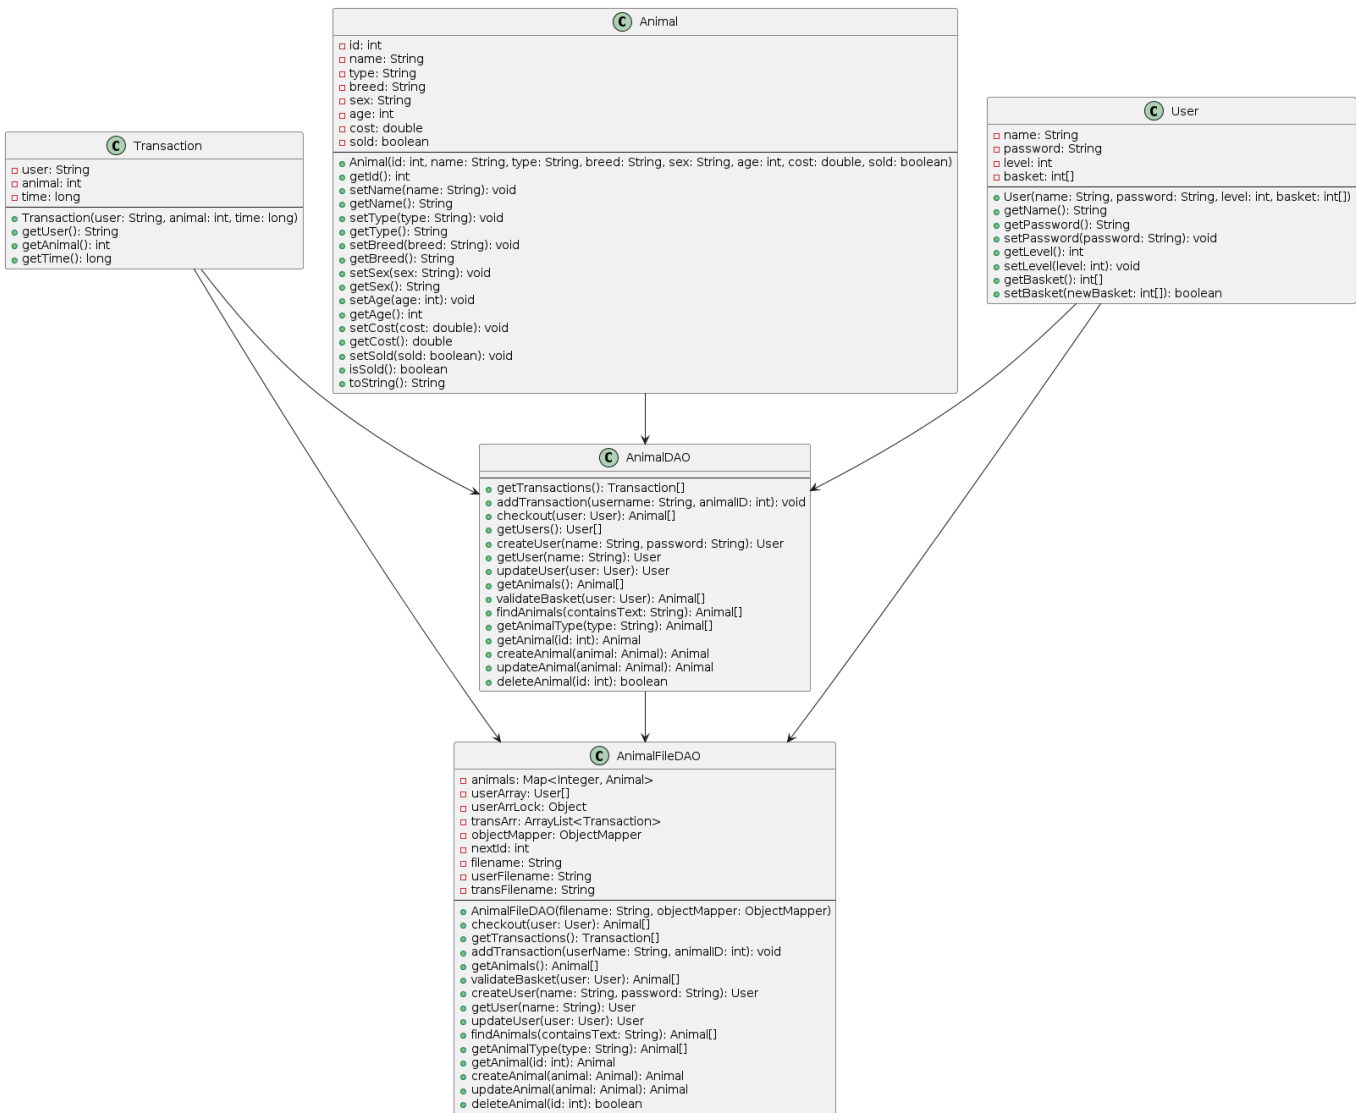 Animal
id: int
name: String
type: String
breed: String
sex: String
age: int
cost: double
sold: boolean
Animal(id: int, name: String, type: String, breed: String, sex: String, age: int, cost: double, sold: boolean)
getId(): int
setName(name: String): void
getName(): String
setType(type: String): void
getType(): String
setBreed(breed: String): void
getBreed(): String
setSex(sex: String): void
getSex(): String
setAge(age: int): void
getAge(): int
setCost(cost: double): void
getCost(): double
setSold(sold: boolean): void
isSold(): boolean
toString(): String
C User
name: String
password: String
level: int
basket: int[]
User(name: String, password: String, level: int, basket: int[])
getName(): String
getPassword(): String
setPassword(password: String): void
getLevel(): int
setLevel(level: int): void
getBasket(): int[]
setBasket(newBasket: int[]): boolean
C Transaction
user: String
animal: int
time: long
Transaction(user: String, animal: int, time: long)
getUser(): String
getAnimal(): int
getTime(): long
C AnimalDAO
getTransactions(): Transaction[]
addTransaction(username: String, animalID: int): void
checkout(user: User): Animal[]
getUsers(): User[]
createUser(name: String, password: String): User
getUser(name: String): User
updateUser(user: User): User
getAnimals(): Animal[]
validateBasket(user: User): Animal[]
findAnimals(containsText: String): Animal[]
getAnimalType(type: String): Animal[]
getAnimal(id: int): Animal
createAnimal(animal: Animal): Animal
updateAnimal(animal: Animal): Animal
deleteAnimal(id: int): boolean
C AnimalFileDAO
animals: Map<Integer, Animal>
userArray: User[]
userArrLock: Object
transArr: ArrayList<Transaction>
objectMapper: ObjectMapper
nextId: int
filename: String
userFilename: String
transFilename: String
AnimalFileDAO(filename: String, objectMapper: ObjectMapper)
checkout(user: User): Animal[]
getTransactions(): Transaction[]
addTransaction(userName: String, animalID: int): void
getAnimals(): Animal[]
validateBasket(user: User): Animal[]
createUser(name: String, password: String): User
getUser(name: String): User
updateUser(user: User): User
findAnimals(containsText: String): Animal[]
getAnimalType(type: String): Animal[]
getAnimal(id: int): Animal
createAnimal(animal: Animal): Animal
updateAnimal(animal: Animal): Animal
deleteAnimal(id: int): boolean